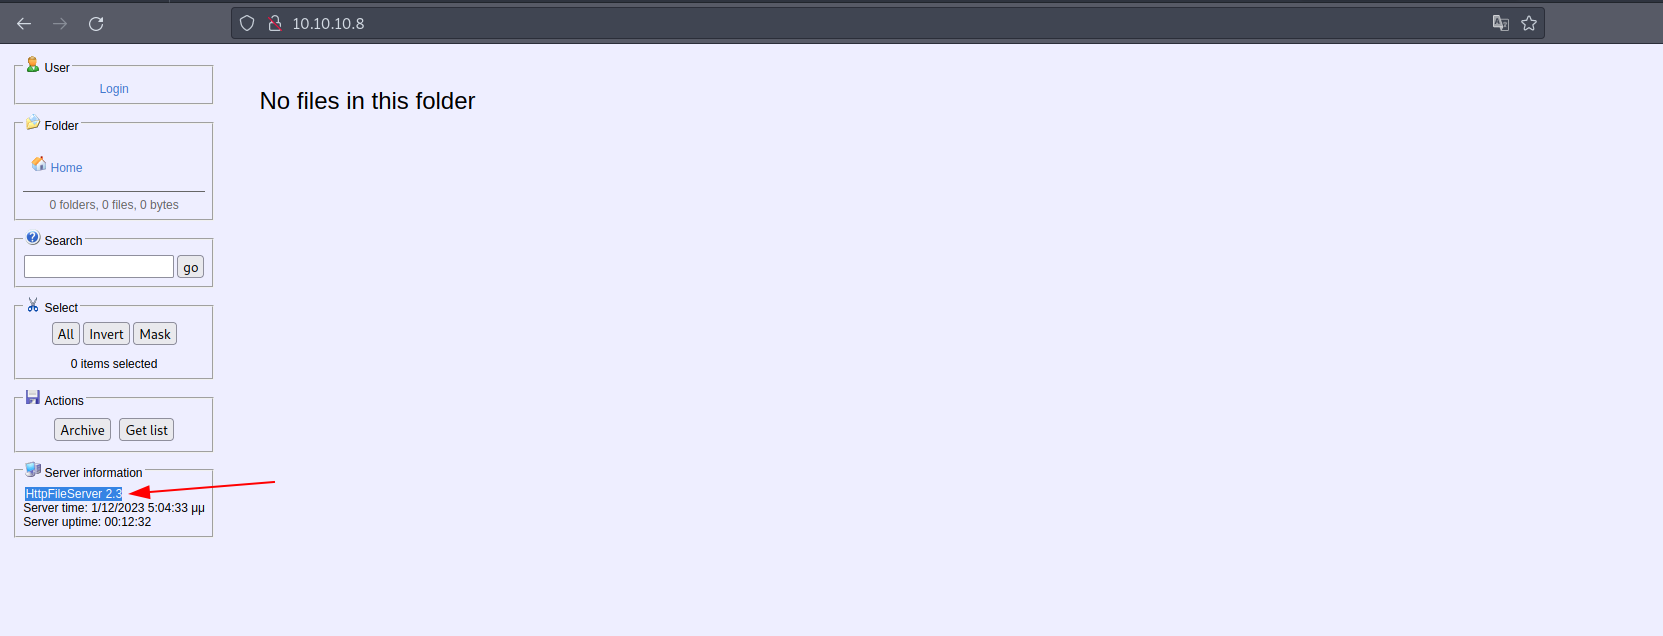 10.10.10.8
User
Login
No files in this folder
Folder
Home
0 folders, 0 files, 0 bytes
Search
go
Select
All Invert Mask
0 items selected
Actions
Archive Get list
Server information
HttpFileServer 2.3
Server time: 1/12/2023 5:04:33 μμ
Server uptime: 00:12:32